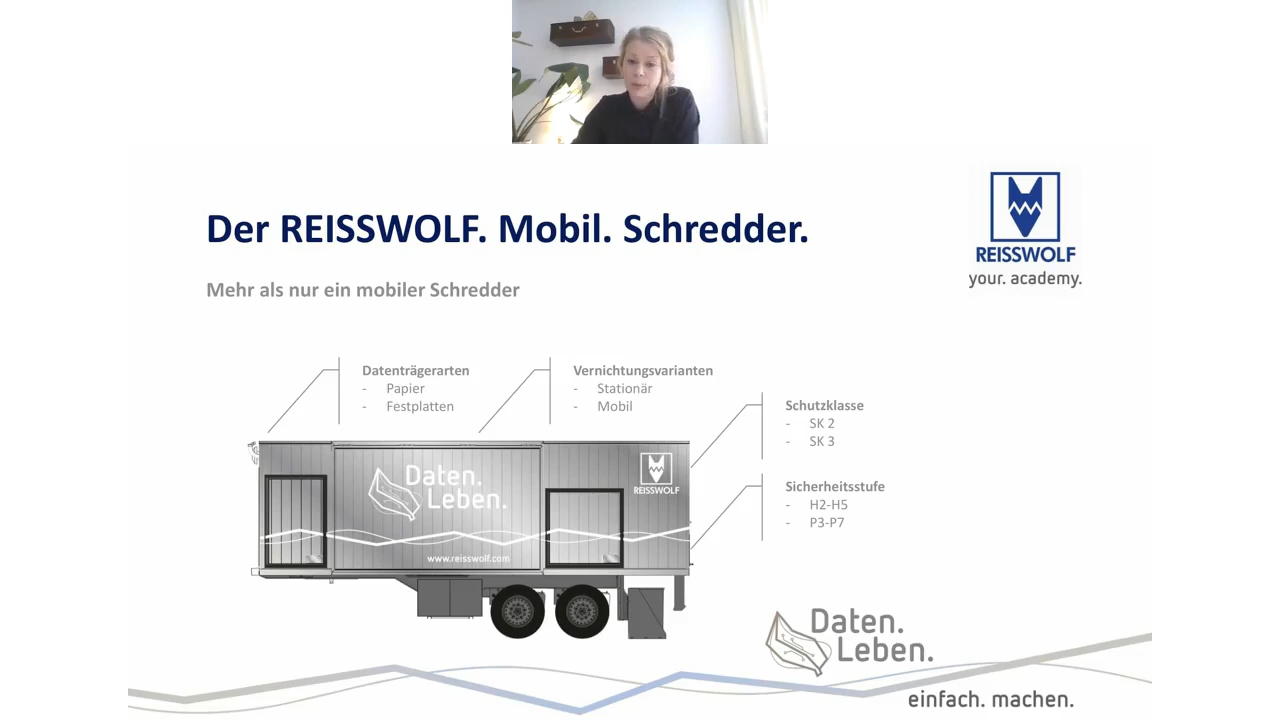 Der REISSWOLF. Mobil. Schredder.
REISSWOLF
your. academy.
Mehr als nur ein mobiler Schredder
Datenträgerarten
- Papier
- Festplatten
Vernichtungsvarianten
- Stationär
- Mobil
Schutzklasse
- SK 2
- SK 3
Sicherheitsstufe
- H2-H5
- P3-P7
Daten.
Leben.
REISSWOLF
www.reisswolf.com
Daten.
Leben.
einfach. machen.